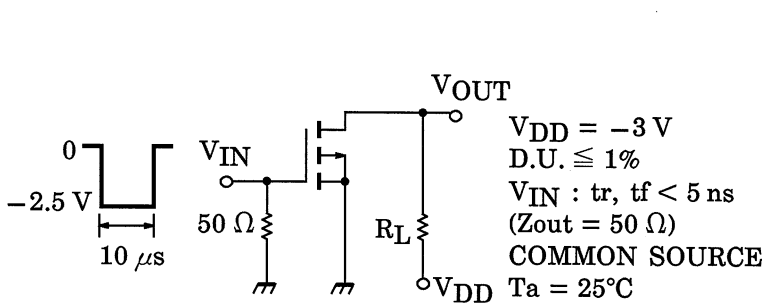 0
−2.5 V
10 μs
VIN
50 Ω
VOUT
RL
VDD
VDD = −3 V
D.U. ≦ 1%
VIN : tr, tf < 5 ns
(Zout = 50 Ω)
COMMON SOURCE
Ta = 25°C